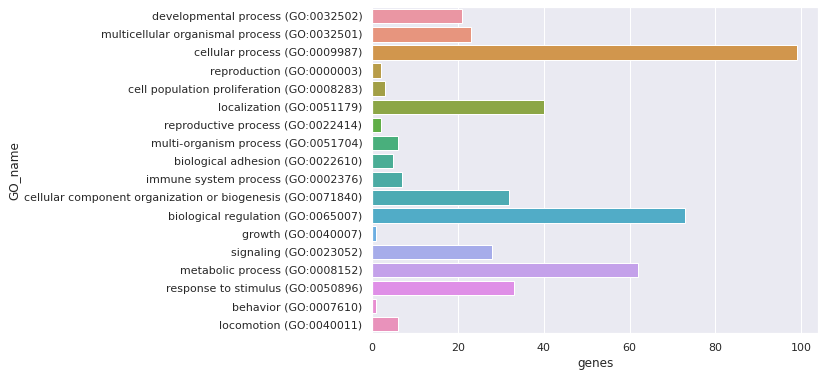 developmental process (GO:0032502)
multicellular organismal process (GO:0032501)
cellular process (GO:0009987)
reproduction (GO:0000003)
cell population proliferation (GO:0008283)
localization (GO:0051179)
reproductive process (GO:0022414)
multi-organism process (GO:0051704)
biological adhesion (GO:0022610)
GO_name
immune system process (GO:0002376)
cellular component organization or biogenesis (GO:0071840)
biological regulation (GO:0065007)
growth (GO:0040007)
signaling (GO:0023052)
metabolic process (GO:0008152)
response to stimulus (GO:0050896)
behavior (GO:0007610)
locomotion (GO:0040011)
0 20 40 60 80 100
genes